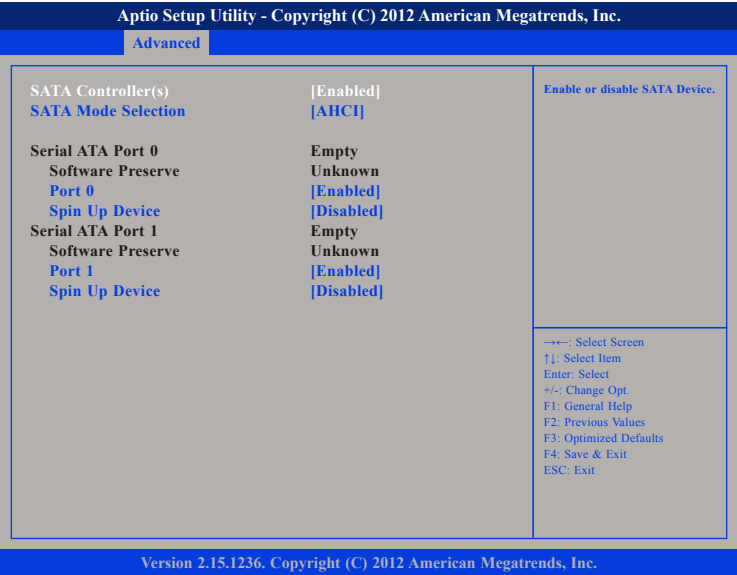 Aptio Setup Utility - Copyright (C) 2012 American Megatrends, Inc.
Advanced
SATA Controller(s) [Enabled]
SATA Mode Selection [AHCI]
Serial ATA Port 0 Empty
Software Preserve Unknown
Port 0 [Enabled]
Spin Up Device [Disabled]
Serial ATA Port 1 Empty
Software Preserve Unknown
Port 1 [Enabled]
Spin Up Device [Disabled]
Enable or disable SATA Device.
→←: Select Screen
↑↓: Select Item
Enter: Select
+/-: Change Opt.
F1: General Help
F2: Previous Values
F3: Optimized Defaults
F4: Save & Exit
ESC: Exit
Version 2.15.1236. Copyright (C) 2012 American Megatrends, Inc.